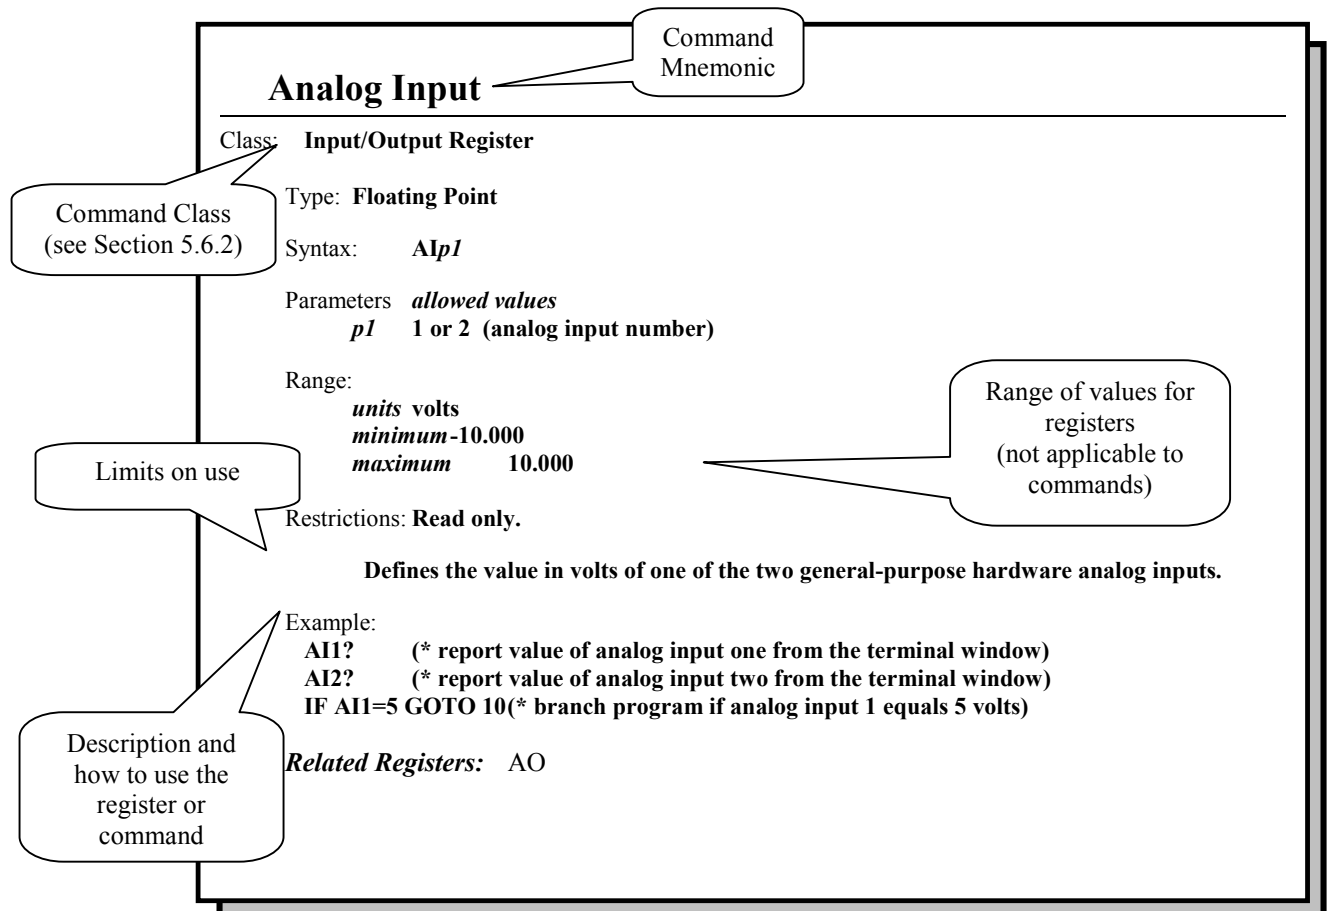 Command
Mnemonic
Analog Input
Class: Input/Output Register
Type: Floating Point
Command Class
(see Section 5.6.2)
Syntax: AIp1
Parameters allowed values
p1 1 or 2 (analog input number)
Range:
units volts
minimum -10.000
maximum 10.000
Range of values for
registers
(not applicable to
commands)
Limits on use
Restrictions: Read only.
Defines the value in volts of one of the two general-purpose hardware analog inputs.
Example:
AI1? (* report value of analog input one from the terminal window)
AI2? (* report value of analog input two from the terminal window)
IF AI1=5 GOTO 10(* branch program if analog input 1 equals 5 volts)
Description and
how to use the
register or
command
Related Registers: AO